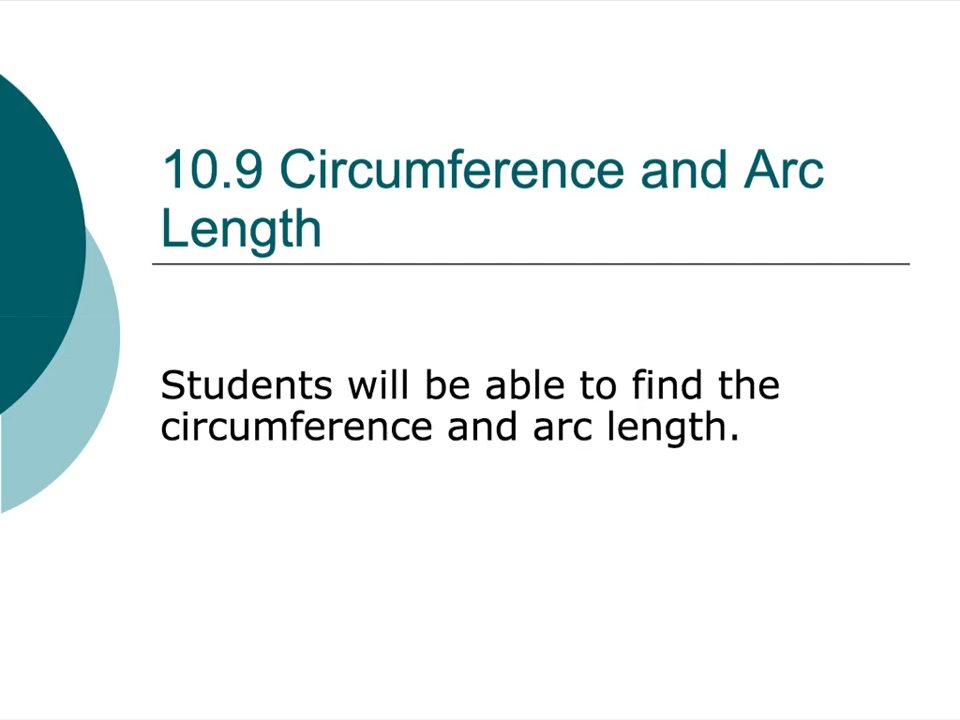 10.9 Circumference and Arc
Length
Students will be able to find the
circumference and arc length.